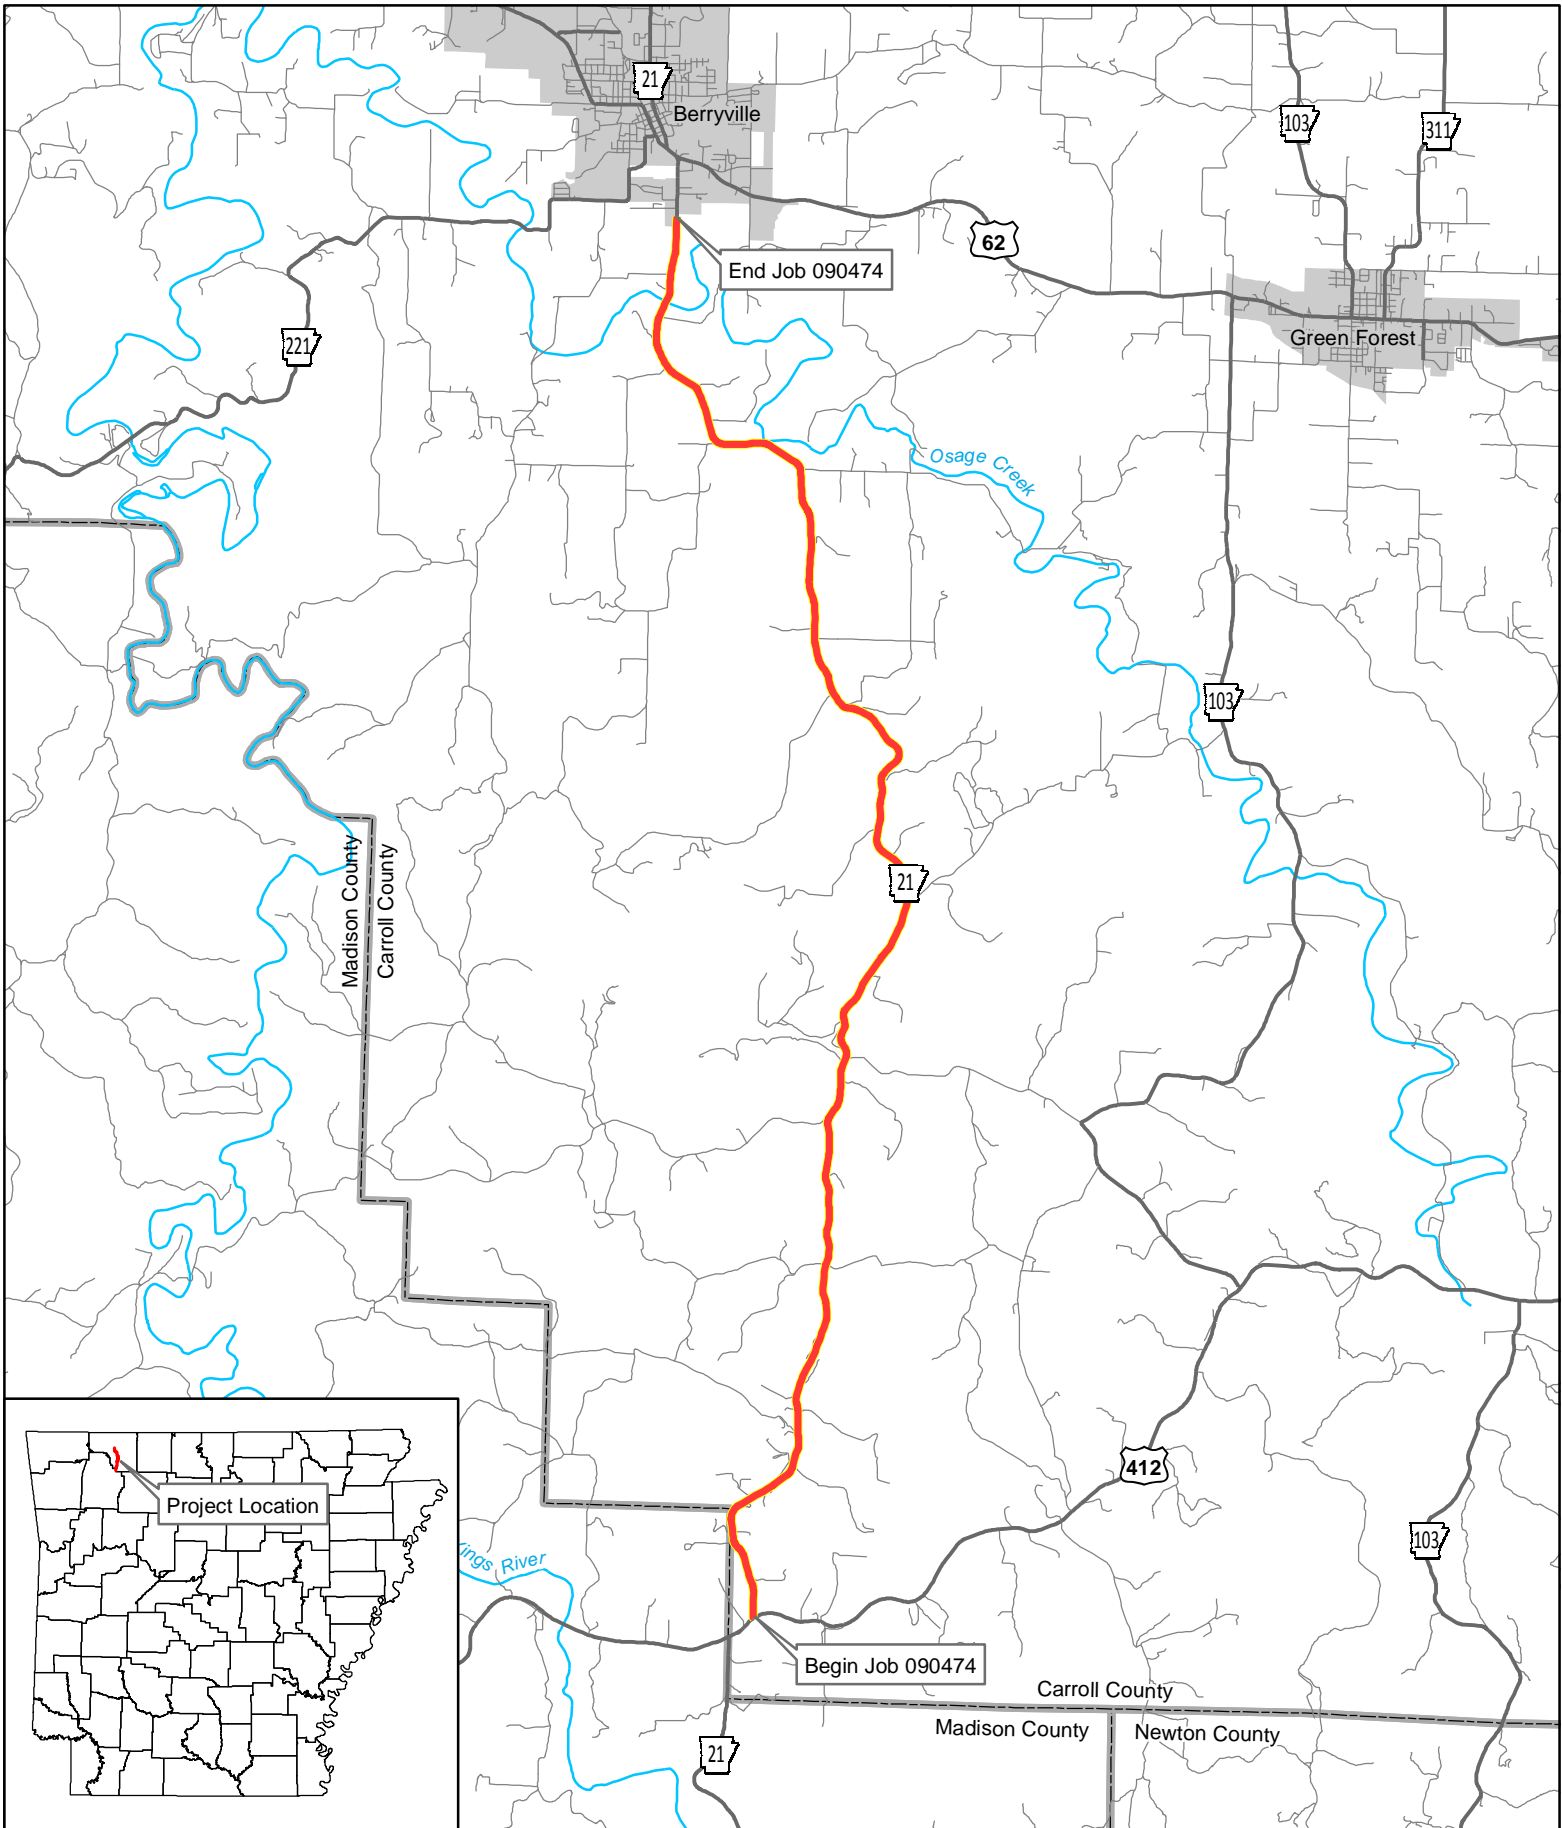 21
Berryville
103
311
62
End Job 090474
Green Forest
221
Osage Creek
103
21
Madison County
Carroll County
412
Project Location
103
Kings River
Begin Job 090474
Carroll County
Madison County
Newton County
21